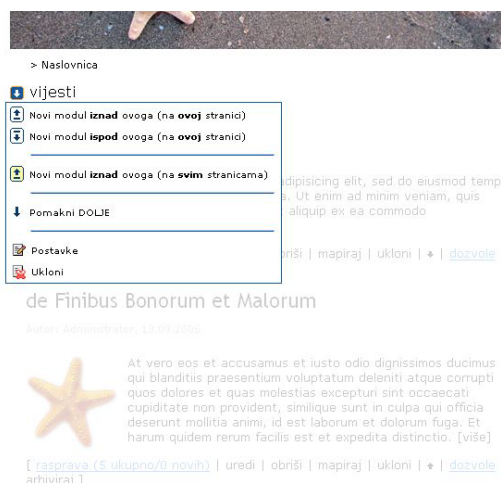 > Naslovnica
vijesti
Novi modul iznad ovoga (na ovoj stranici)
Novi modul ispod ovoga (na ovoj stranici)
Novi modul iznad ovoga (na svim stranicama)
adipisicing elit, sed do eiusmod temp
a. Ut enim ad minim veniam, quis
aliquip ex ea commodo
Pomakni DOLJE
Postavke
obriši | mapiraj | ukloni | | dozvole
Ukloni
de Finibus Bonorum et Malorum
Autor: Administrator, 13.09.2006.
At vero eos et accusamus et iusto odio dignissimos ducimus
qui blanditiis praesentium voluptatum deleniti atque corrupti
quos dolores et quas molestias excepturi sint occaecati
cupiditate non provident, similique sunt in culpa qui officia
deserunt mollitia animi, id est laborum et dolorum fuga. Et
harum quidem rerum facilis est et expedita distinctio. [više]
[ rasprava (5 ukupno/0 novih) | uredi | obriši | mapiraj | ukloni | | dozvole
arhiviraj ]